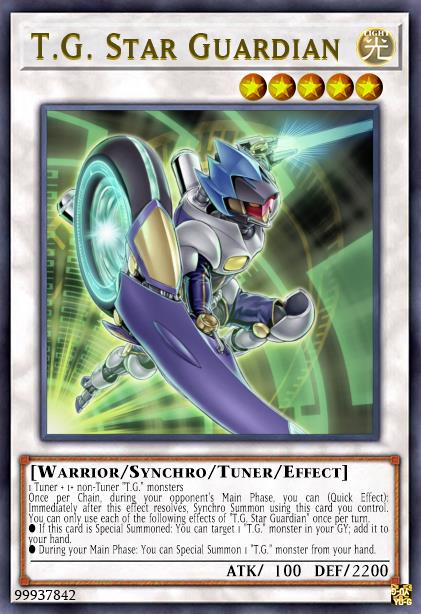 T.G. STAR GUARDIAN
LIGHT
光
[WARRIOR/SYNCHRO/TUNER/EFFECT]
1 Tuner + 1+ non-Tuner "T.G." monsters
Once per Chain, during your opponent's Main Phase, you can (Quick Effect):
Immediately after this effect resolves, Synchro Summon using this card you control.
You can only use each of the following effects of "T.G. Star Guardian" once per turn.
● If this card is Special Summoned: You can target 1 "T.G." monster in your GY; add it to
your hand.
● During your Main Phase: You can Special Summon 1 "T.G." monster from your hand.
ATK/ 100 DEF/2200
99937842